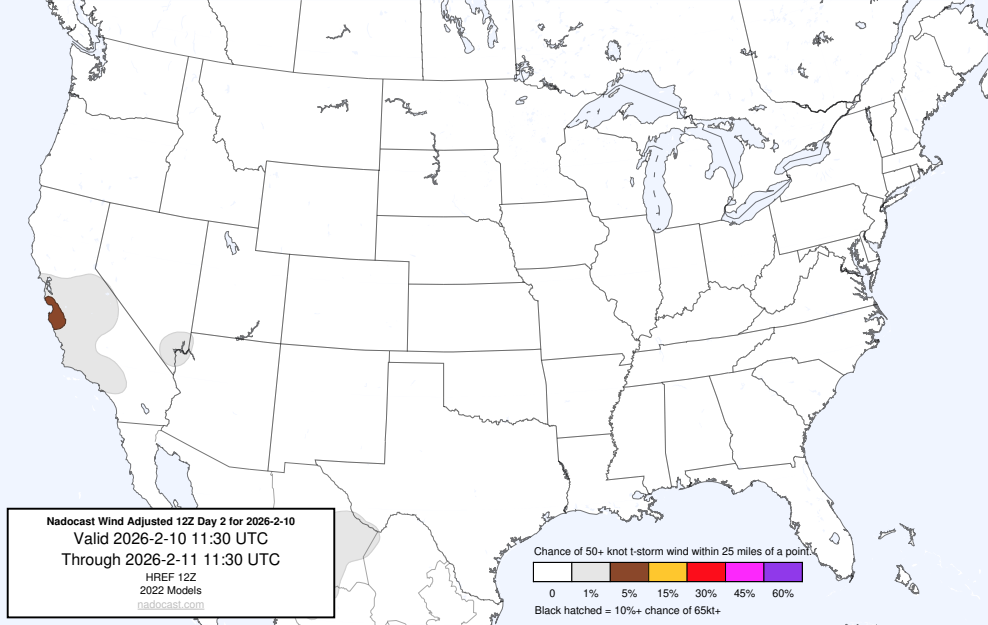 Nadocast Wind Adjusted 12Z Day 2 for 2026-2-10
Valid 2026-2-10 11:30 UTC
Through 2026-2-11 11:30 UTC
HREF 12Z
2022 Models
nadocast.com
Chance of 50+ knot t-storm wind within 25 miles of a point.
0 1% 5% 15% 30% 45% 60%
Black hatched = 10%+ chance of 65kt+